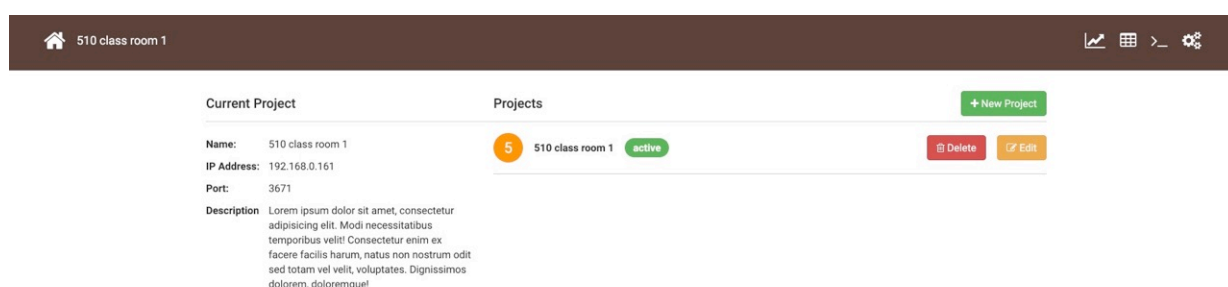 510 class room 1
Current Project
Name: 510 class room 1
IP Address: 192.168.0.161
Port: 3671
Description Lorem ipsum dolor sit amet, consectetur
adipisicing elit. Modi necessitatibus
temporibus velit! Consectetur enim ex
facere facilis harum, natus non nostrum odit
sed totam vel velit, voluptates. Dignissimos
dolorem, doloremque!
Projects
+ New Project
5 510 class room 1 active Delete Edit